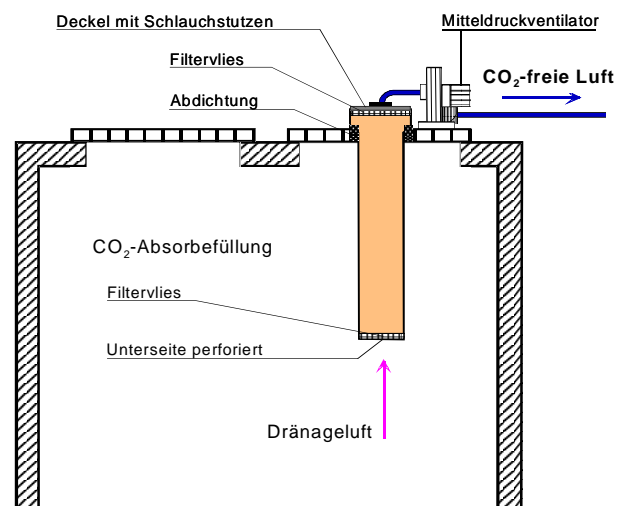 Deckel mit Schlauchstutzen
Mitteldruckventilator
Filtervlies
CO₂-freie Luft
Abdichtung
CO₂-Absorbefüllung
Filtervlies
Unterseite perforiert
Dränageluft